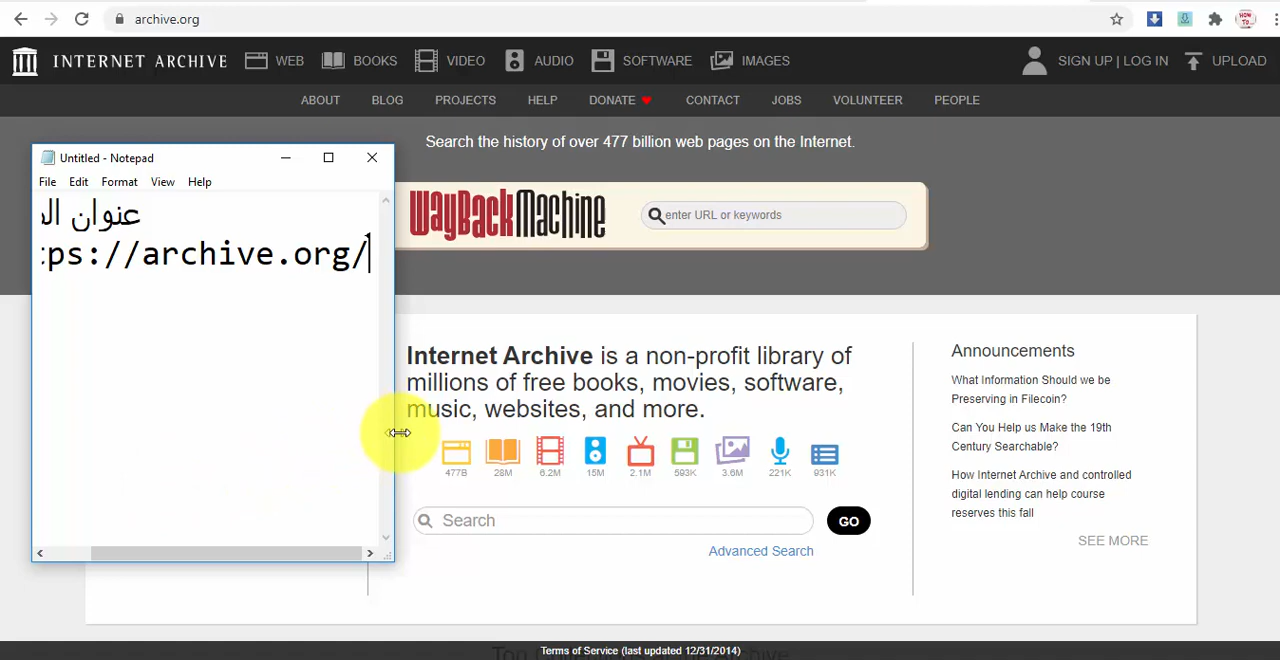 archive.org
INTERNET ARCHIVE WEB BOOKS VIDEO AUDIO SOFTWARE IMAGES SIGN UP | LOG IN UPLOAD
ABOUT BLOG PROJECTS HELP DONATE CONTACT JOBS VOLUNTEER PEOPLE
Search the history of over 477 billion web pages on the Internet.
WayBackMachine
enter URL or keywords
Untitled - Notepad
File Edit Format View Help
عنوان
ps://archive.org/
Internet Archive is a non-profit library of
millions of free books, movies, software,
music, websites, and more.
477B 28M 6.2M 15M 2.1M 593K 3.6M 221K 931K
Search GO
Advanced Search
Announcements
What Information Should we be
Preserving in Filecoin?
Can You Help us Make the 19th
Century Searchable?
How Internet Archive and controlled
digital lending can help course
reserves this fall
SEE MORE
Terms of Service (last updated 12/31/2014)